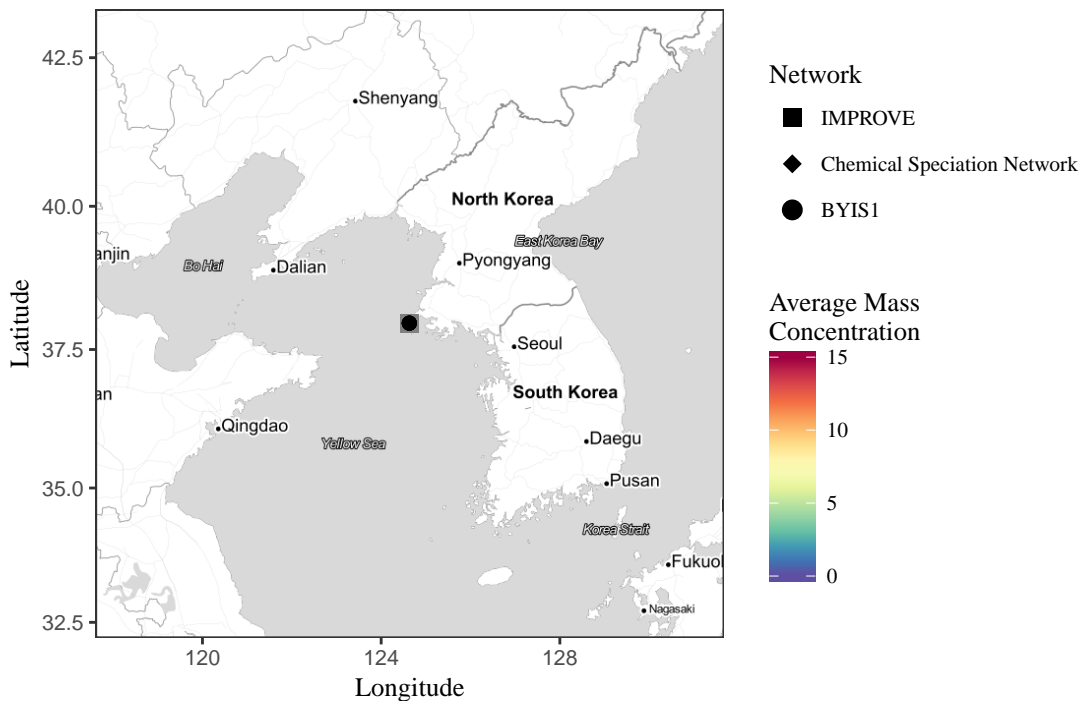 42.5
40.0
37.5
35.0
32.5
Latitude
120
124
128
Longitude
Shenyang
North Korea
East Korea Bay
anjin
Bo Hai
Dalian
Pyongyang
Seoul
an
South Korea
Qingdao
Yellow Sea
Daegu
Pusan
Korea Strait
Fukuo
Nagasaki
Network
IMPROVE
Chemical Speciation Network
BYIS1
Average Mass
Concentration
15
10
5
0